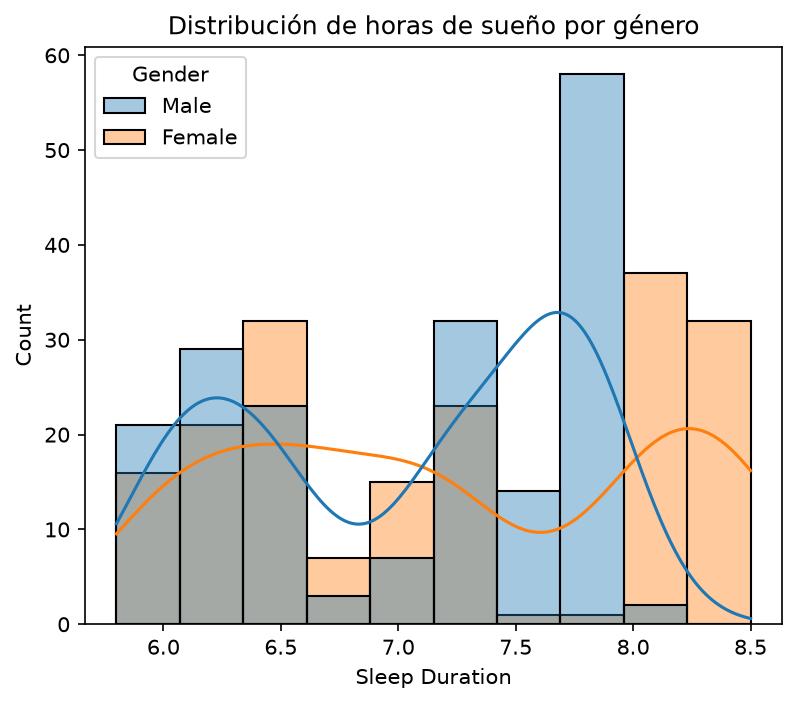 Distribución de horas de sueño por género
Gender
Male
Female
Count
60
50
40
30
20
10
0
6.0 6.5 7.0 7.5 8.0 8.5
Sleep Duration